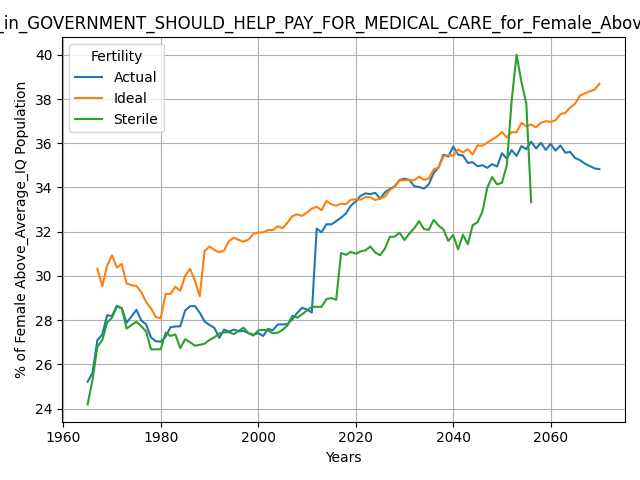 _in_GOVERNMENT_SHOULD_HELP_PAY_FOR_MEDICAL_CARE_for_Female_Abov
Fertility
Actual
Ideal
Sterile
% of Female Above_Average_IQ Population
40
38
36
34
32
30
28
26
24
1960
1980
2000
2020
2040
2060
Years